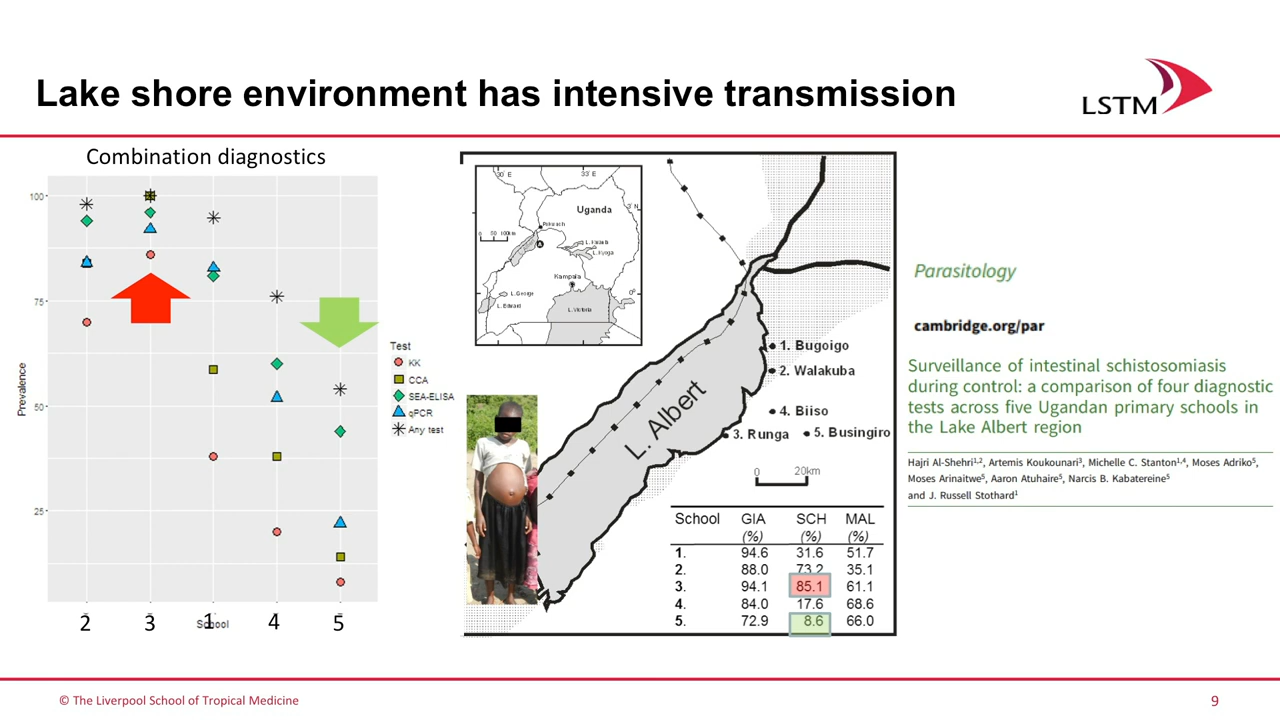 Lake shore environment has intensive transmission
LSTM
Combination diagnostics
100
75
50
25
Prevalence
2
3
1
4
5
School
Test
KK
CCA
SEA-ELISA
qPCR
Any test
30° E
33° E
3° N
0°
Uganda
Pakwach
0 50 100km
A
L. Kwania
L. Kyoga
Kampala
L. George
L. Edward
L. Victoria
L. Albert
1. Bugoigo
2. Walakuba
4. Biiso
3. Runga
5. Busingiro
0 20km
School GIA SCH MAL
(%) (%) (%)
1. 94.6 31.6 51.7
2. 88.0 73.2 35.1
3. 94.1 85.1 61.1
4. 84.0 17.6 68.6
5. 72.9 8.6 66.0
Parasitology
cambridge.org/par
Surveillance of intestinal schistosomiasis
during control: a comparison of four diagnostic
tests across five Ugandan primary schools in
the Lake Albert region
Hajri Al-Shehri1,2, Artemis Koukounari3, Michelle C. Stanton1,4, Moses Adriko5,
Moses Arinaitwe5, Aaron Atuhaire5, Narcis B. Kabatereine5
and J. Russell Stothard1
© The Liverpool School of Tropical Medicine
9